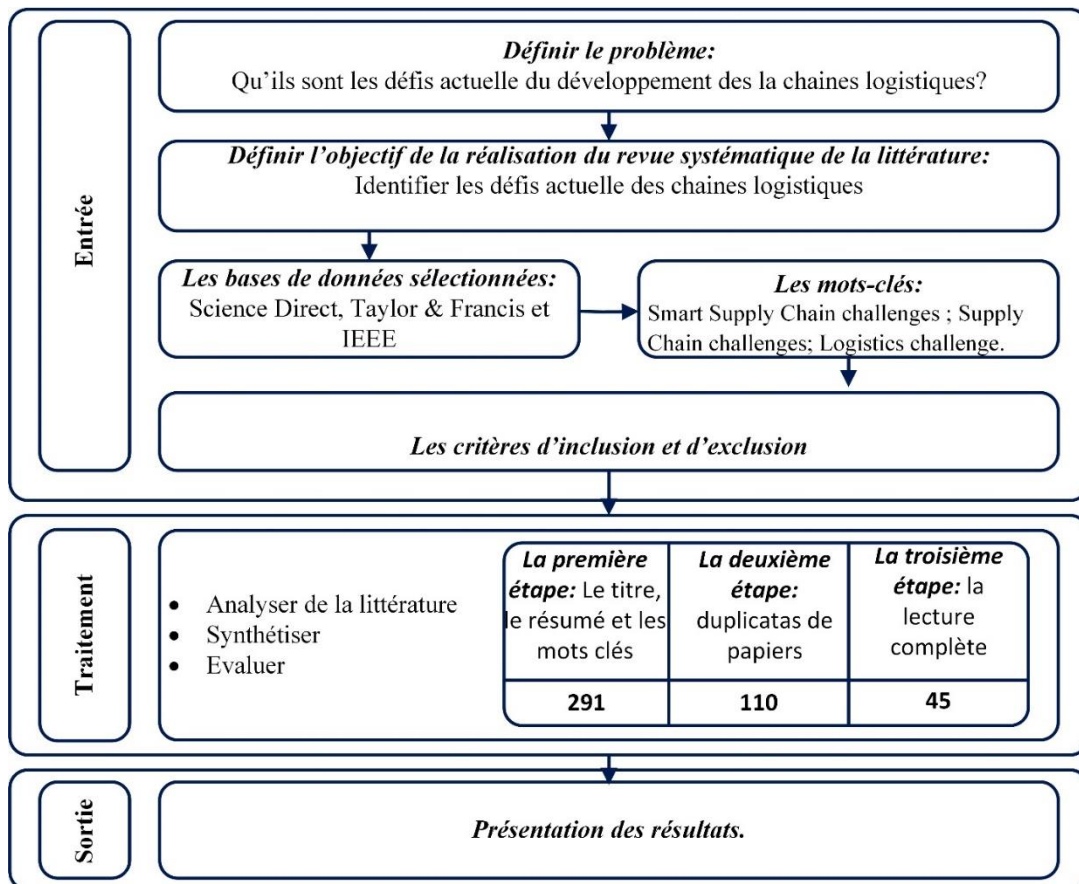 Entrée
Définir le problème:
Qu’ils sont les défis actuelle du développement des la chaines logistiques?
Définir l’objectif de la réalisation du revue systématique de la littérature:
Identifier les défis actuelle des chaines logistiques
Les bases de données sélectionnées:
Science Direct, Taylor & Francis et
IEEE
Les mots-clés:
Smart Supply Chain challenges ; Supply
Chain challenges; Logistics challenge.
Les critères d’inclusion et d’exclusion
Traitement
• Analyser de la littérature
• Synthétiser
• Evaluer
La première
étape: Le titre,
le résumé et les
mots clés
291
La deuxième
étape:
duplicatas de
papiers
110
La troisième
étape: la
lecture
complète
45
Sortie
Présentation des résultats.